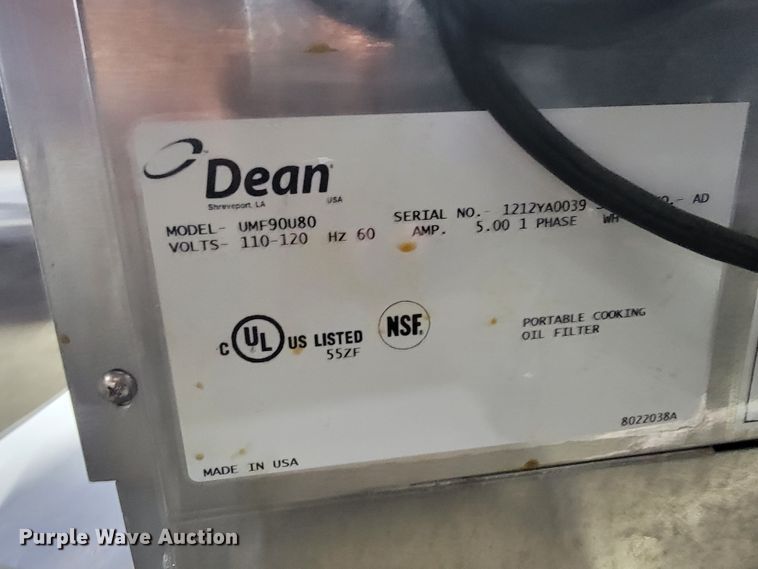 Dean
Shreveport, LA USA
MODEL- UMF90U80 SERIAL NO.- 1212YA0039 - AD
VOLTS- 110-120 Hz 60 AMP. 5.00 1 PHASE
C UL US LISTED
55ZF
NSF.
PORTABLE COOKING
OIL FILTER
8022038A
MADE IN USA
Purple Wave Auction